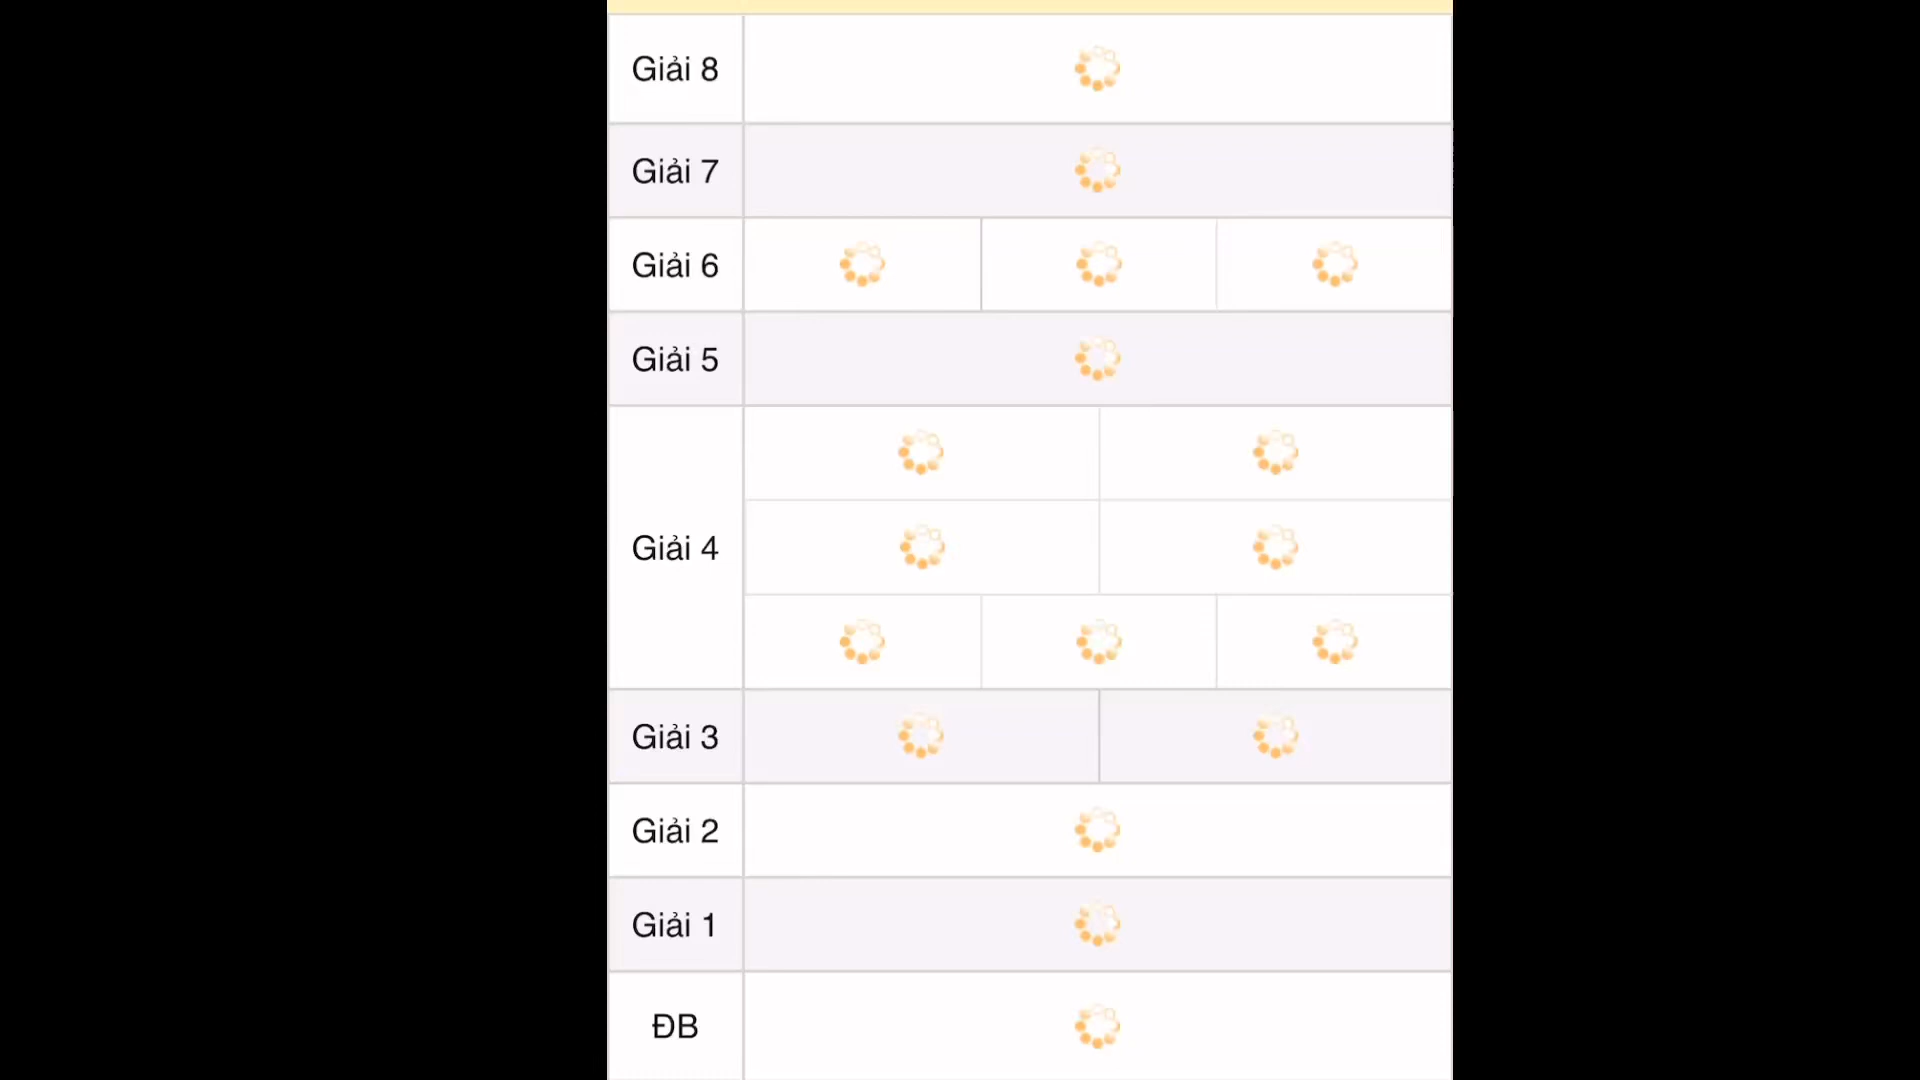 Giải 8
Giải 7
Giải 6
Giải 5
Giải 4
Giải 3
Giải 2
Giải 1
ĐB